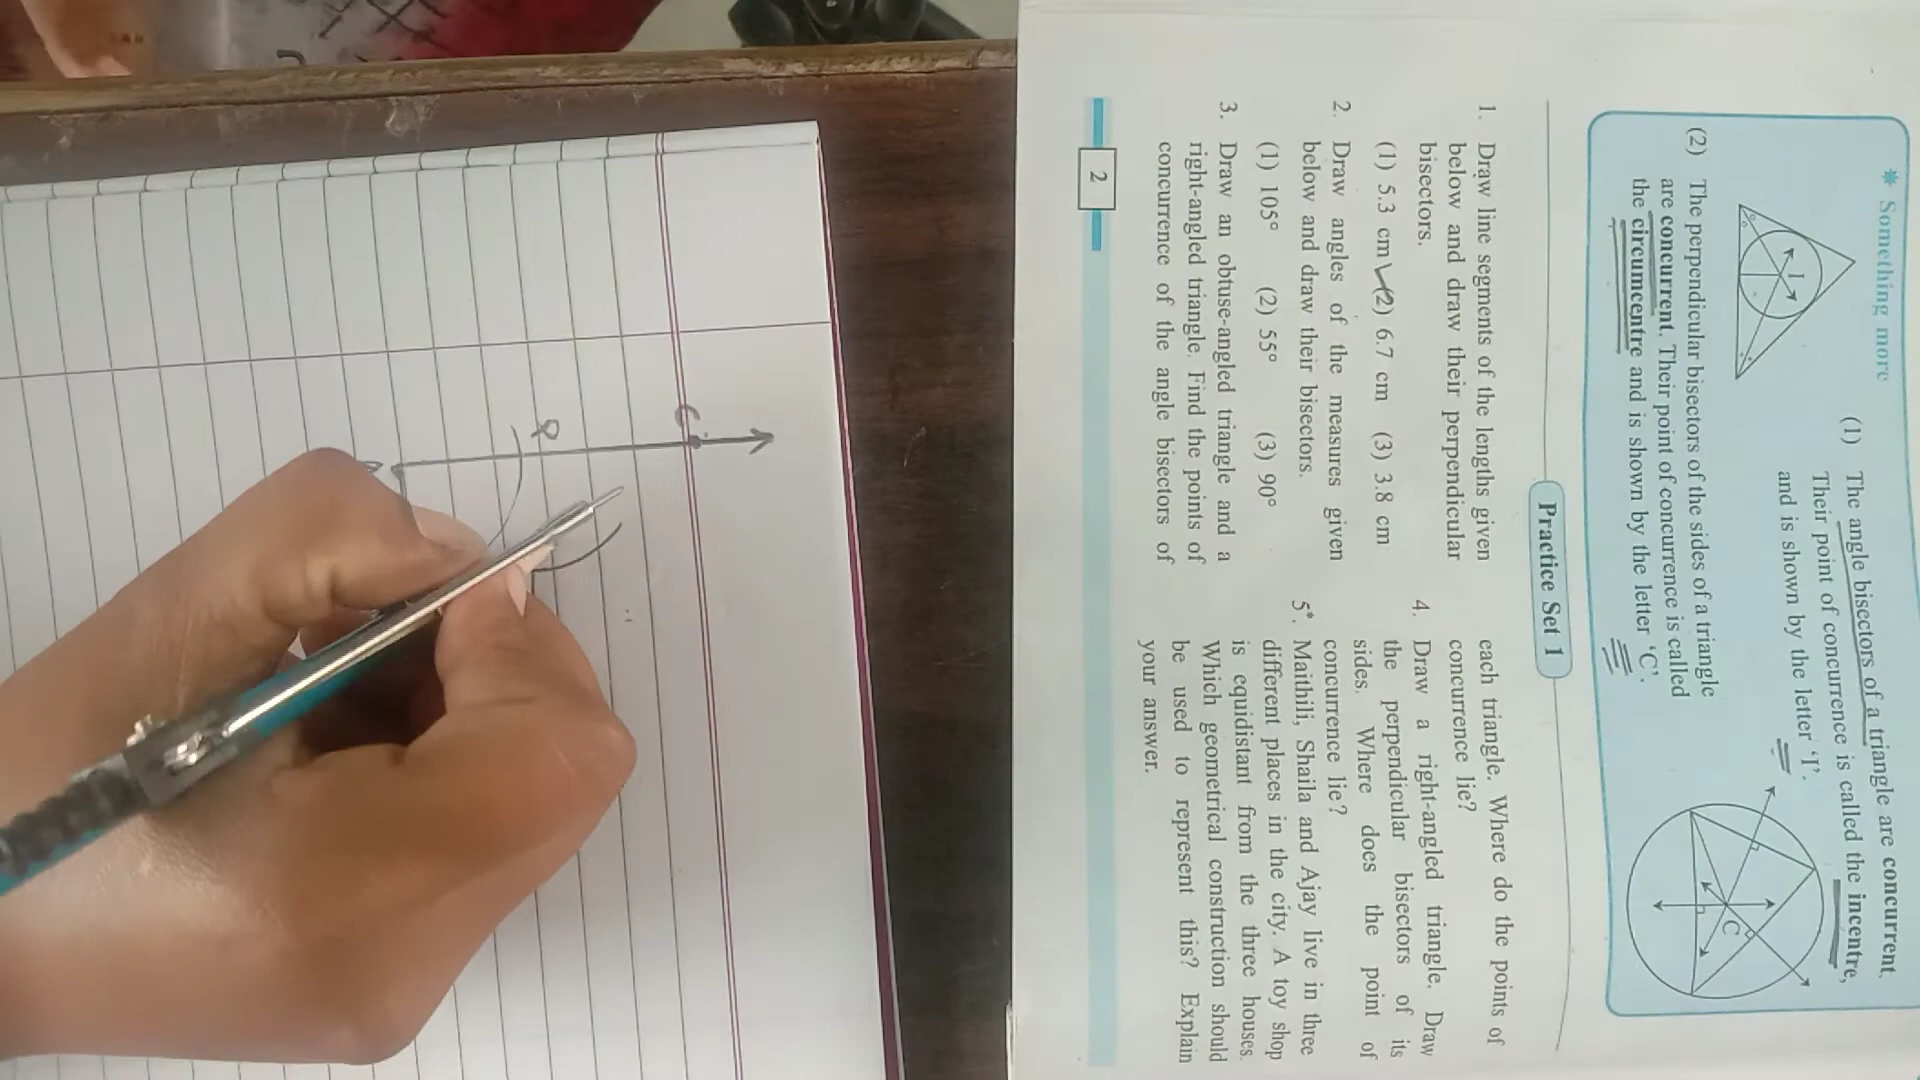 * Something more
(1) The angle bisectors of a triangle are concurrent.
Their point of concurrence is called the incentre,
and is shown by the letter ‘I’.
I
(2) The perpendicular bisectors of the sides of a triangle
are concurrent. Their point of concurrence is called
the circumcentre and is shown by the letter ‘C’.
C
Practice Set 1
1. Draw line segments of the lengths given
below and draw their perpendicular
bisectors.
(1) 5.3 cm (2) 6.7 cm (3) 3.8 cm
2. Draw angles of the measures given
below and draw their bisectors.
(1) 105° (2) 55° (3) 90°
3. Draw an obtuse-angled triangle and a
right-angled triangle. Find the points of
concurrence of the angle bisectors of
each triangle. Where do the points of
concurrence lie?
4. Draw a right-angled triangle. Draw
the perpendicular bisectors of its
sides. Where does the point of
concurrence lie?
5*. Maithili, Shaila and Ajay live in three
different places in the city. A toy shop
is equidistant from the three houses.
Which geometrical construction should
be used to represent this? Explain
your answer.
2
P
C